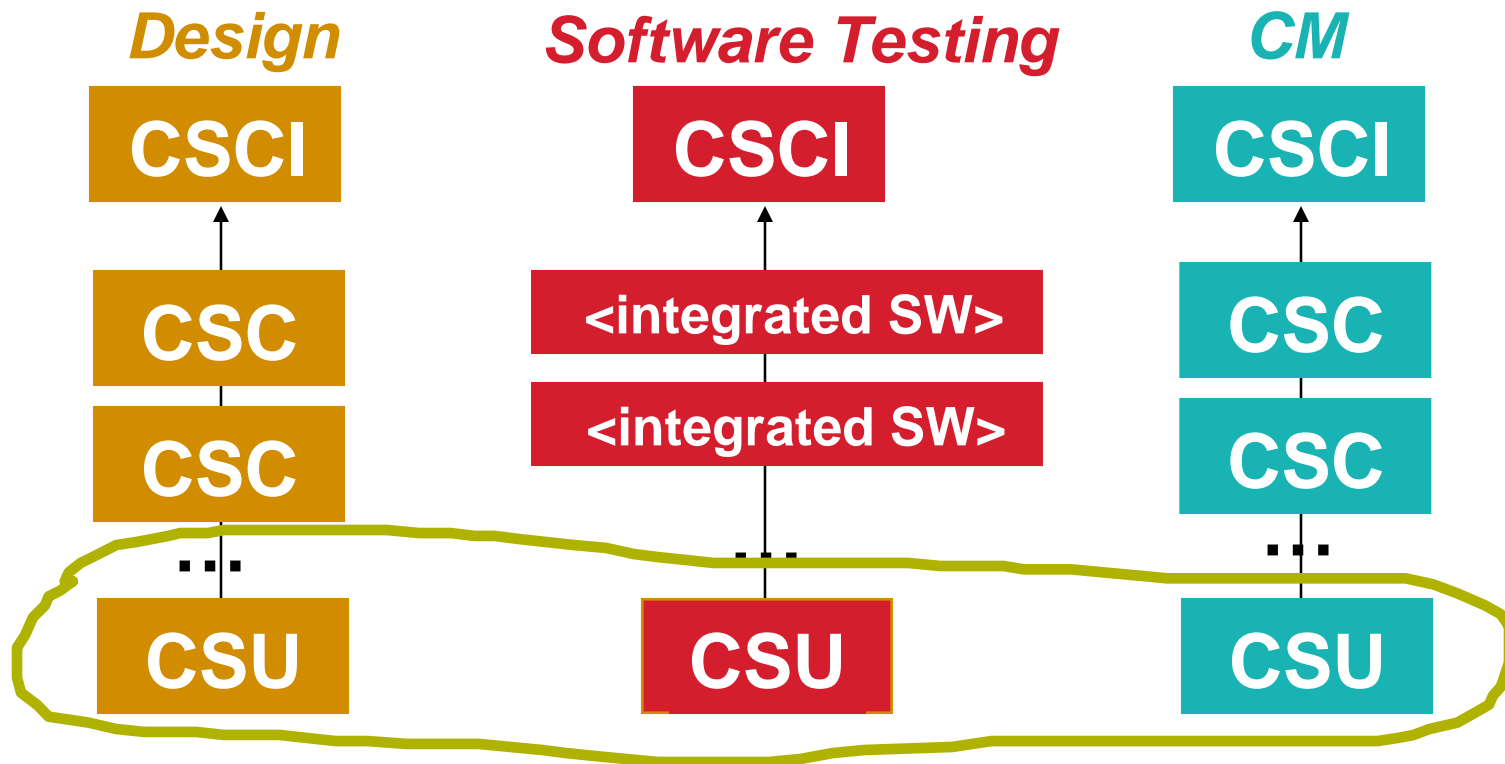 Design
Software Testing
CM
CSCI
CSCI
CSCI
CSC
<integrated SW>
CSC
CSC
<integrated SW>
CSC
...
...
...
CSU
CSU
CSU